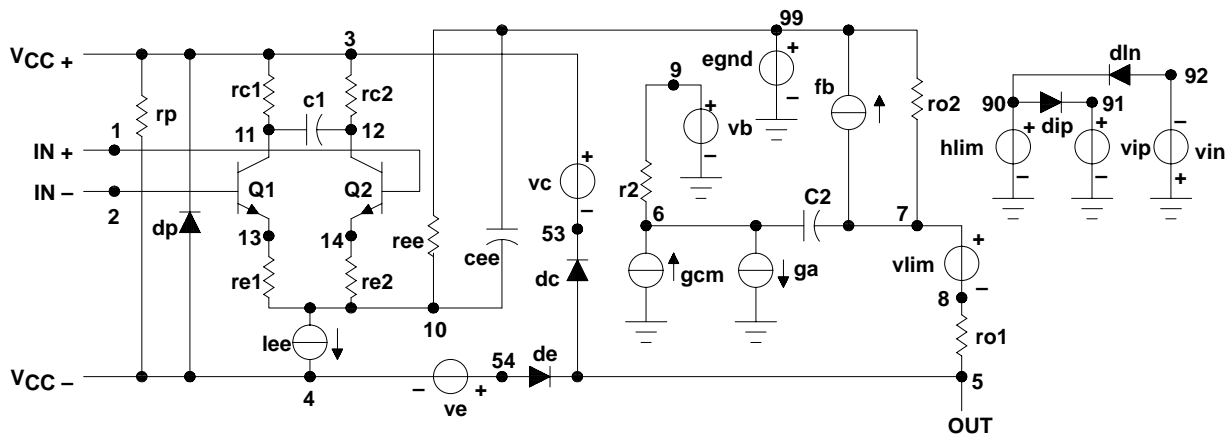 99
VCC +
3
egnd
+
−
fb
ro2
dln
92
9
+
vb
−
rc1
rc2
rp
c1
11
12
90
91
dip
1
IN +
hlim
+
−
+
vip
−
−
vin
+
IN −
2
Q1
Q2
vc
+
−
r2
C2
6
7
dp
13
14
ree
cee
53
gcm
ga
vlim
+
−
re1
re2
dc
8
10
ro1
Iee
54
de
VCC −
4
−
ve
+
5
OUT